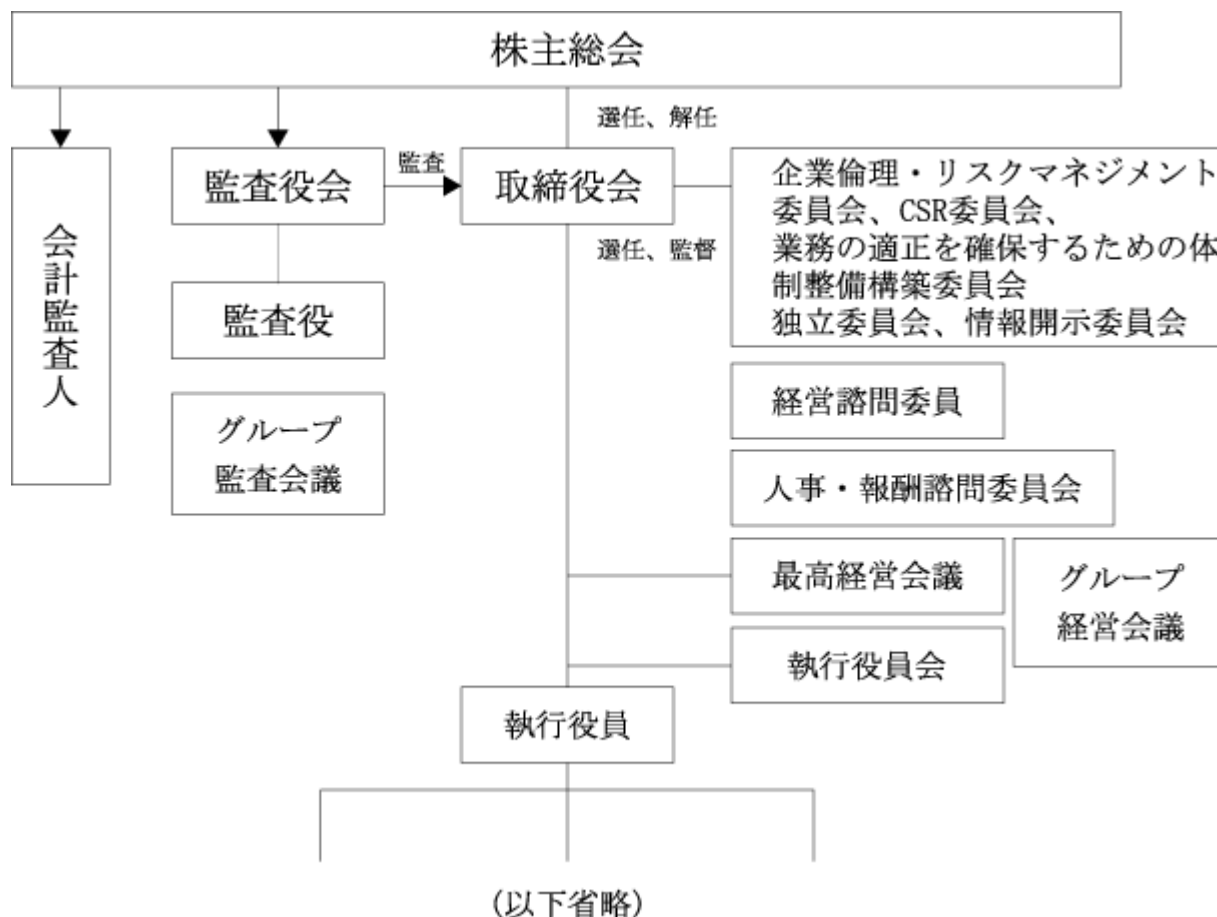 株主総会
選任、解任
会計監査人
監査役会
監査
取締役会
選任、監督
企業倫理・リスクマネジメント
委員会、CSR委員会、
業務の適正を確保するための体
制整備構築委員会
独立委員会、情報開示委員会
監査役
グループ
監査会議
経営諮問委員
人事・報酬諮問委員会
最高経営会議
グループ
経営会議
執行役員会
執行役員
(以下省略)